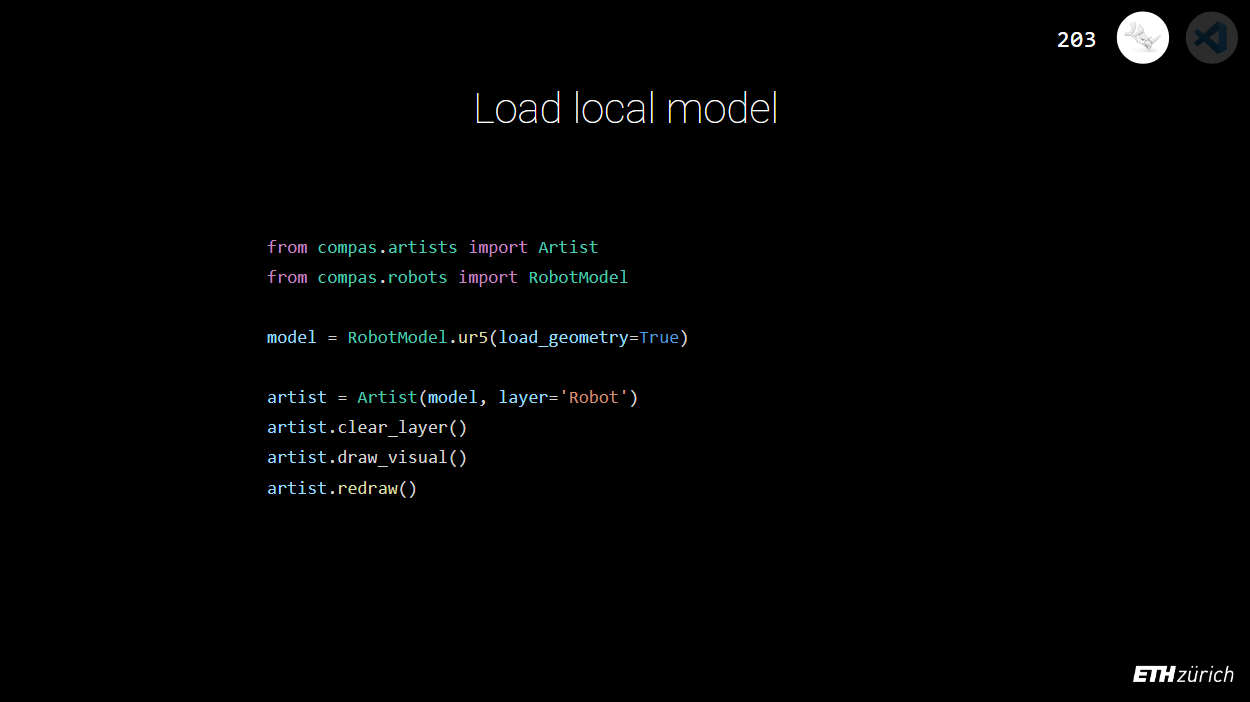 203
Load local model
from compas.artists import Artist
from compas.robots import RobotModel
model = RobotModel.ur5(load_geometry=True)
artist = Artist(model, layer='Robot')
artist.clear_layer()
artist.draw_visual()
artist.redraw()
ETH zürich